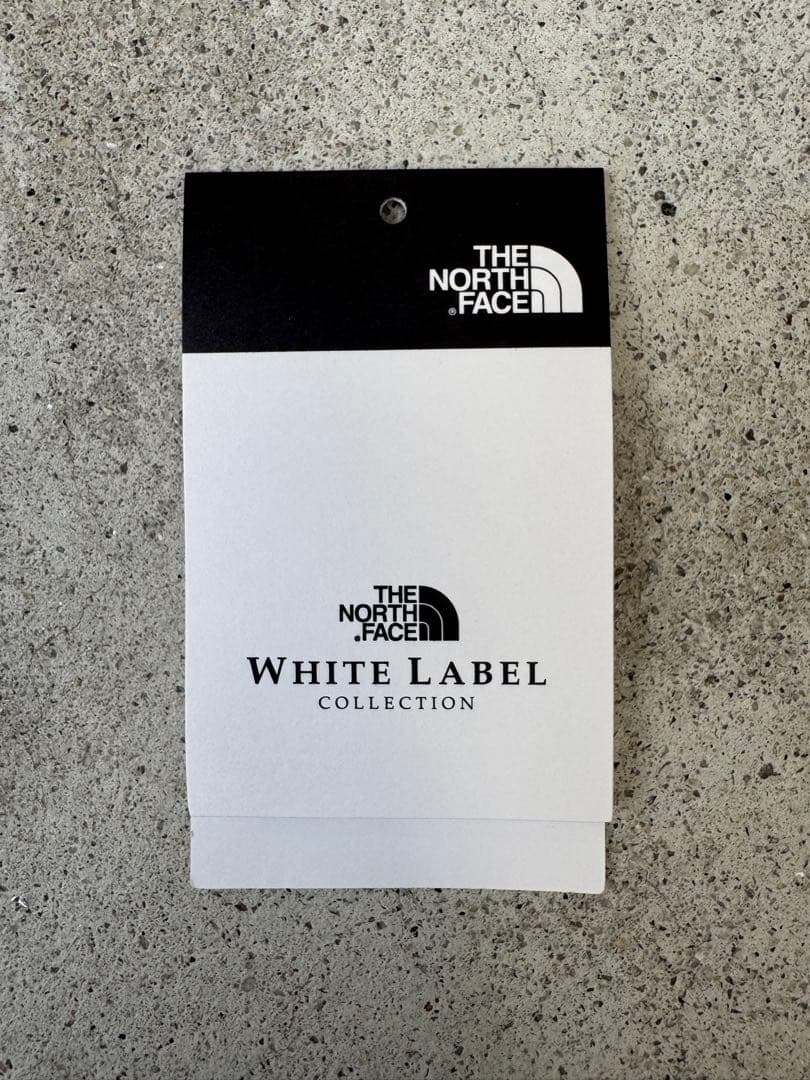 THE
NORTH
FACE
®
THE
NORTH
FACE
WHITE LABEL
COLLECTION